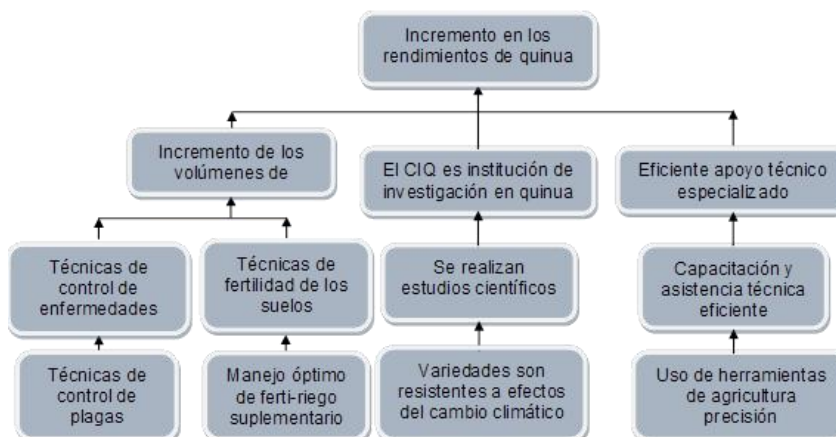 Incremento en los
rendimientos de quinua
Incremento de los
volúmenes de
El CIQ es institución de
investigación en quinua
Eficiente apoyo técnico
especializado
Técnicas de
control de
enfermedades
Técnicas de
fertilidad de los
suelos
Se realizan
estudios científicos
Capacitación y
asistencia técnica
eficiente
Técnicas de
control de
plagas
Manejo óptimo
de ferti-riego
suplementario
Variedades son
resistentes a efectos
del cambio climático
Uso de herramientas
de agricultura
precisión